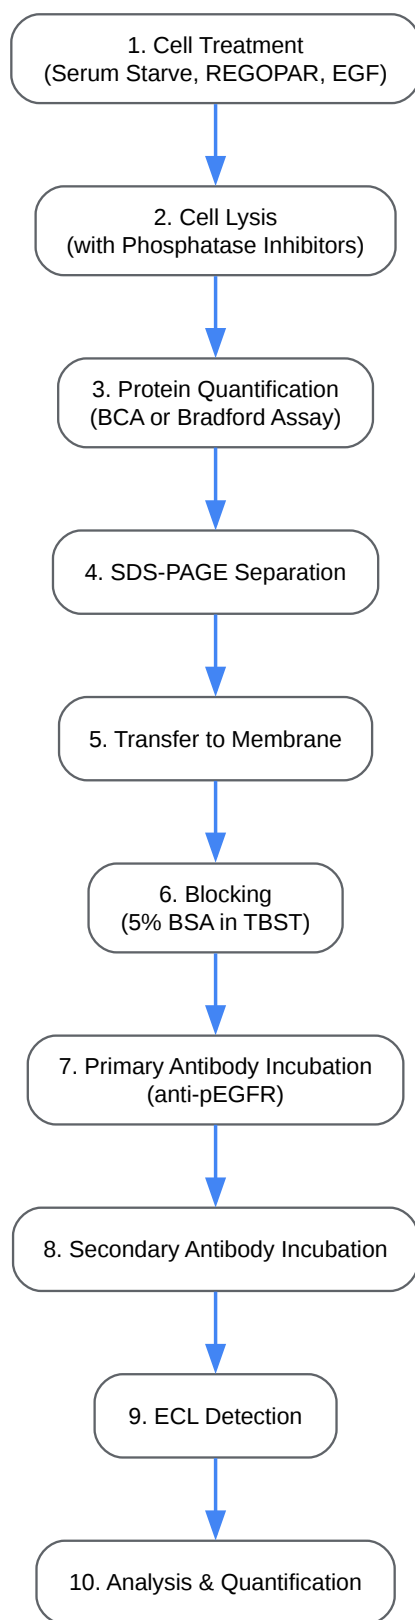 1. Cell Treatment
(Serum Starve, REGOPAR, EGF)
2. Cell Lysis
(with Phosphatase Inhibitors)
3. Protein Quantification
(BCA or Bradford Assay)
4. SDS-PAGE Separation
5. Transfer to Membrane
6. Blocking
(5% BSA in TBST)
7. Primary Antibody Incubation
(anti-pEGFR)
8. Secondary Antibody Incubation
9. ECL Detection
10. Analysis & Quantification